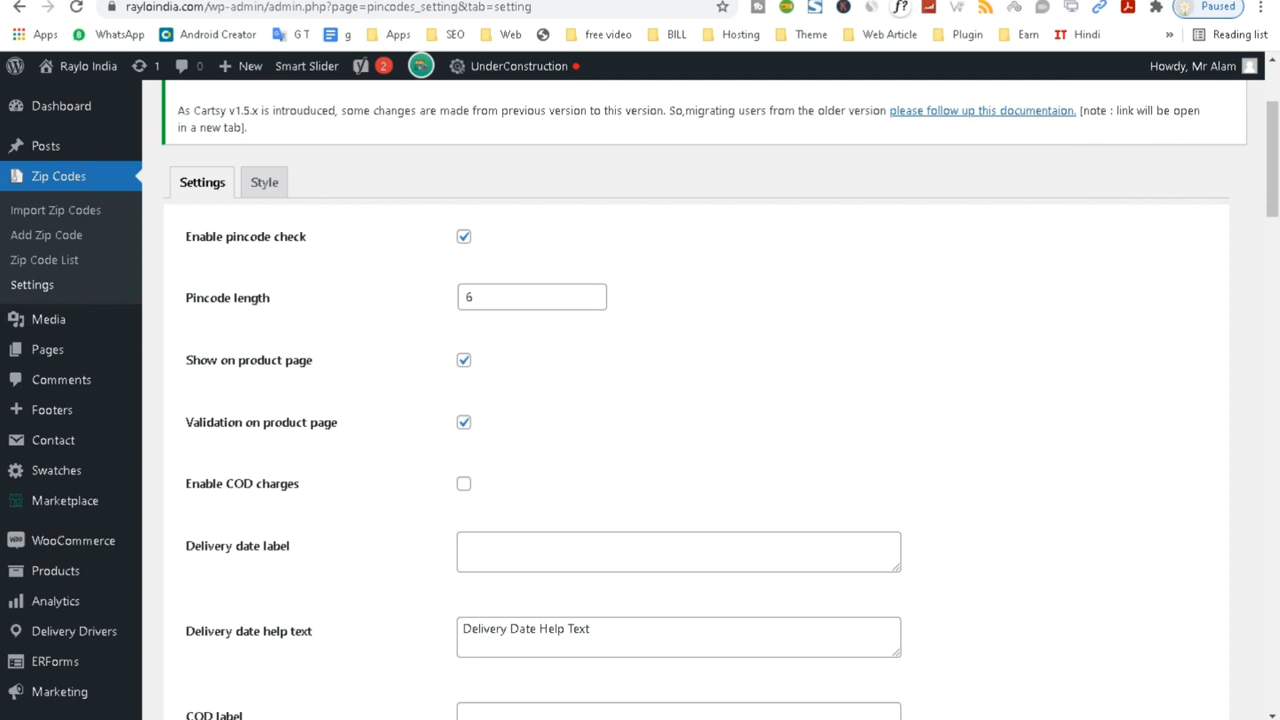 rayloindia.com/wp-admin/admin.php?page=pincodes_setting&tab=setting
Paused
Apps
WhatsApp
Android Creator
G T
g
Apps
SEO
Web
free video
BILL
Hosting
Theme
Web Article
Plugin
Earn
IT Hindi
»
Reading list
Raylo India
1
0
New
Smart Slider
2
UnderConstruction
Howdy, Mr Alam
Dashboard
Posts
Zip Codes
Import Zip Codes
Add Zip Code
Zip Code List
Settings
Media
Pages
Comments
Footers
Contact
Swatches
Marketplace
WooCommerce
Products
Analytics
Delivery Drivers
ERForms
Marketing
As Cartsy v1.5.x is introuduced, some changes are made from previous version to this version. So,migrating users from the older version please follow up this documentaion. [note : link will be open
in a new tab].
Settings
Style
Enable pincode check
Pincode length
6
Show on product page
Validation on product page
Enable COD charges
Delivery date label
Delivery date help text
Delivery Date Help Text
COD label